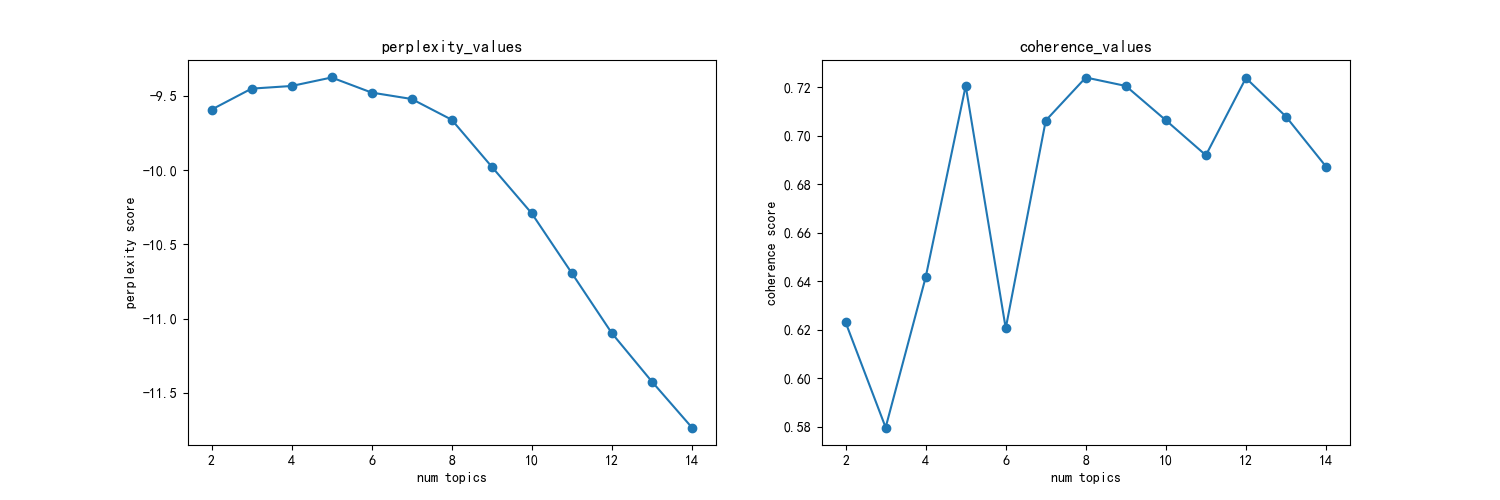 perplexity_values
-9.5
-10.0
-10.5
-11.0
-11.5
perplexity score
2 4 6 8 10 12 14
num topics
coherence_values
0.72
0.70
0.68
0.66
0.64
0.62
0.60
0.58
coherence score
2 4 6 8 10 12 14
num topics